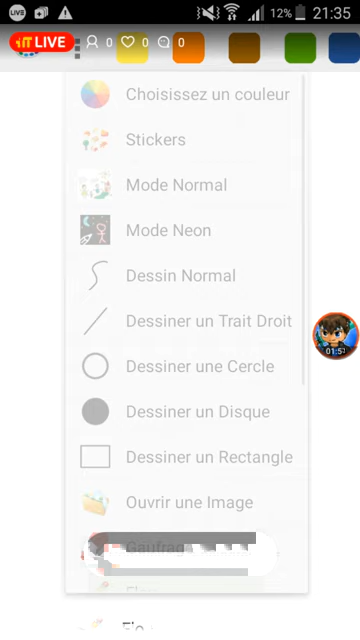 LIVE 12% 21:35
LIVE 0 0 0
Choisissez un couleur
Stickers
Mode Normal
Mode Neon
Dessin Normal
Dessiner un Trait Droit
01:51
Dessiner une Cercle
Dessiner un Disque
Dessiner un Rectangle
Ouvrir une Image